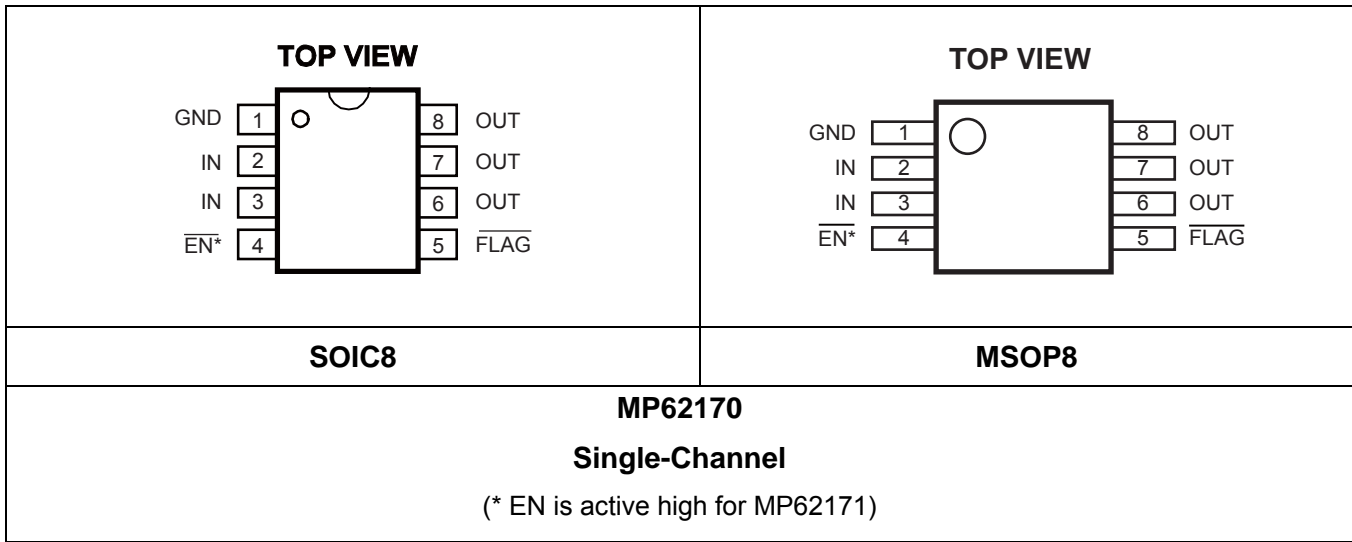 TOP VIEW
GND 1 8 OUT
IN 2 7 OUT
IN 3 6 OUT
EN* 4 5 FLAG
SOIC8
TOP VIEW
GND 1 8 OUT
IN 2 7 OUT
IN 3 6 OUT
EN* 4 5 FLAG
MSOP8
MP62170
Single-Channel
(* EN is active high for MP62171)